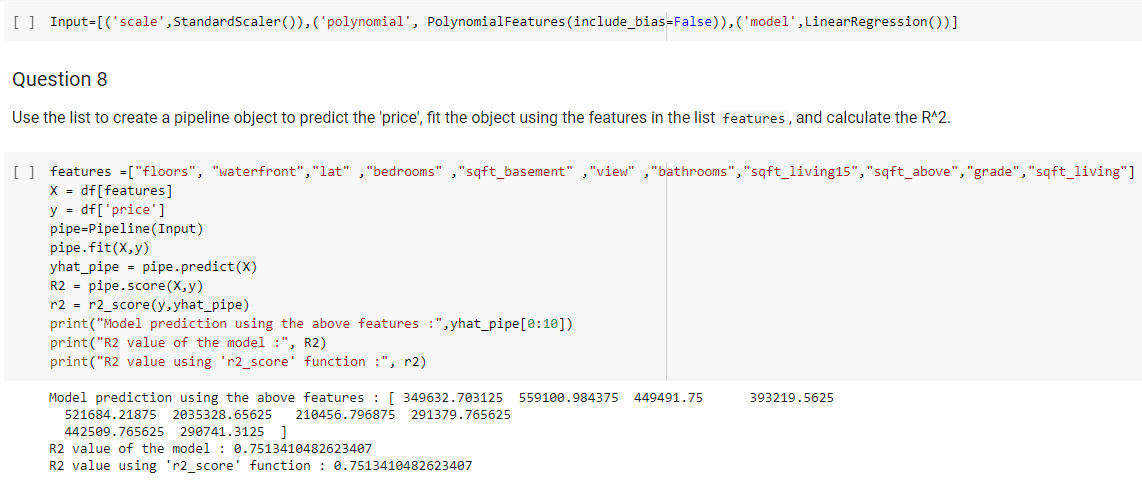 [ ] Input=[('scale',StandardScaler()),('polynomial', PolynomialFeatures(include_bias=False)),('model',LinearRegression())]
Question 8
Use the list to create a pipeline object to predict the 'price', fit the object using the features in the list features, and calculate the R^2.
[ ] features =["floors", "waterfront","lat" ,"bedrooms" ,"sqft_basement" ,"view" ,"bathrooms","sqft_living15","sqft_above","grade","sqft_living"]
X = df[features]
y = df['price']
pipe=Pipeline(Input)
pipe.fit(X,y)
yhat_pipe = pipe.predict(X)
R2 = pipe.score(X,y)
r2 = r2_score(y,yhat_pipe)
print("Model prediction using the above features :",yhat_pipe[0:10])
print("R2 value of the model :", R2)
print("R2 value using 'r2_score' function :", r2)
Model prediction using the above features : [ 349632.703125  559100.984375  449491.75      393219.5625
  521684.21875  2035328.65625   210456.796875  291379.765625
  442509.765625  290741.3125  ]
R2 value of the model : 0.7513410482623407
R2 value using 'r2_score' function : 0.7513410482623407